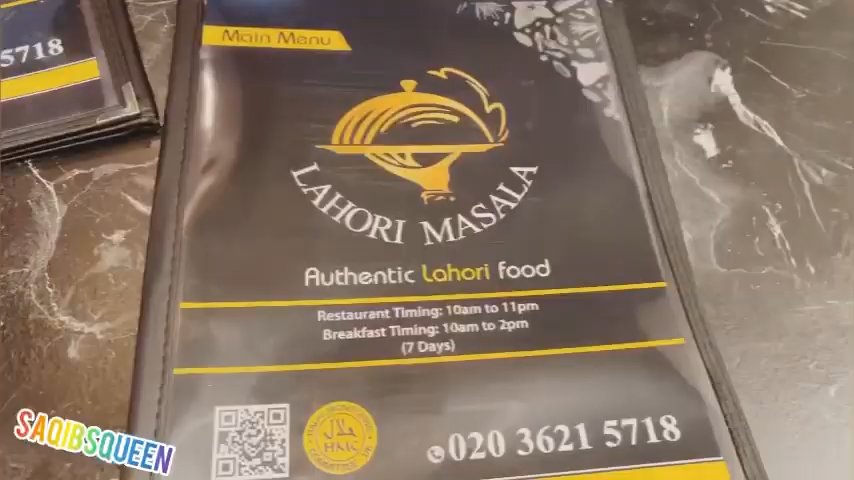 5718
Main Menu
LAHORI MASALA
Authentic Lahori food
Restaurant Timing: 10am to 11pm
Breakfast Timing: 10am to 2pm
(7 Days)
حلال
HMC
020 3621 5718
SAQIBSQUEEN